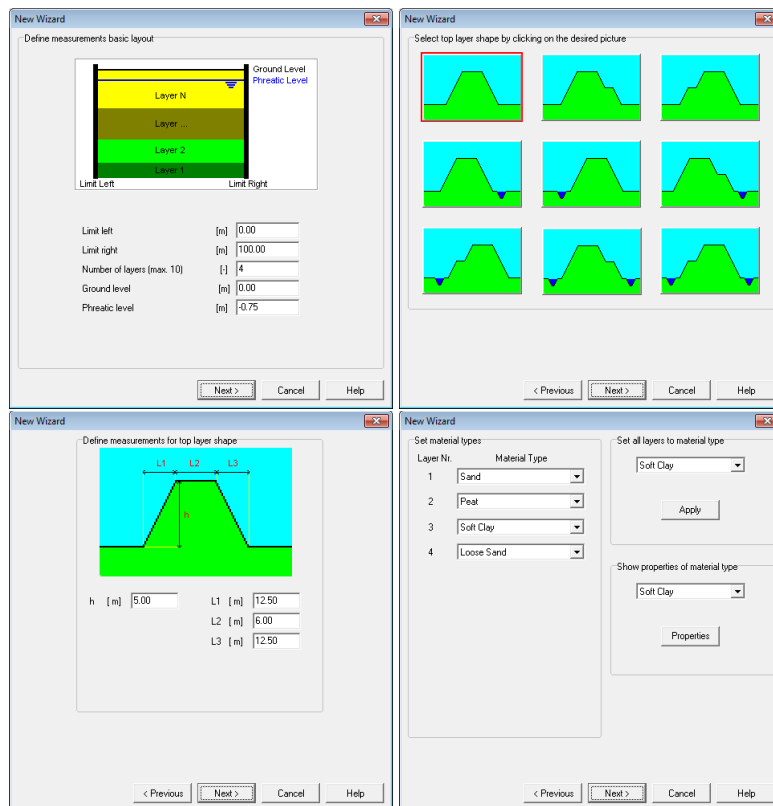 New Wizard
Define measurements basic layout
Ground Level
Phreatic Level
Layer N
Layer ...
Layer 2
Layer 1
Limit Left Limit Right
Limit left [m] 0.00
Limit right [m] 100.00
Number of layers (max. 10) [-] 4
Ground level [m] 0.00
Phreatic level [m] -0.75
Next > Cancel Help
New Wizard
Select top layer shape by clicking on the desired picture
< Previous Next > Cancel Help
New Wizard
Define measurements for top layer shape
L1 L2 L3
h
h [m] 5.00 L1 [m] 12.50
L2 [m] 6.00
L3 [m] 12.50
< Previous Next > Cancel Help
New Wizard
Set material types
Layer Nr. Material Type
1 Sand
2 Peat
3 Soft Clay
4 Loose Sand
Set all layers to material type
Soft Clay
Apply
Show properties of material type
Soft Clay
Properties
< Previous Next > Cancel Help